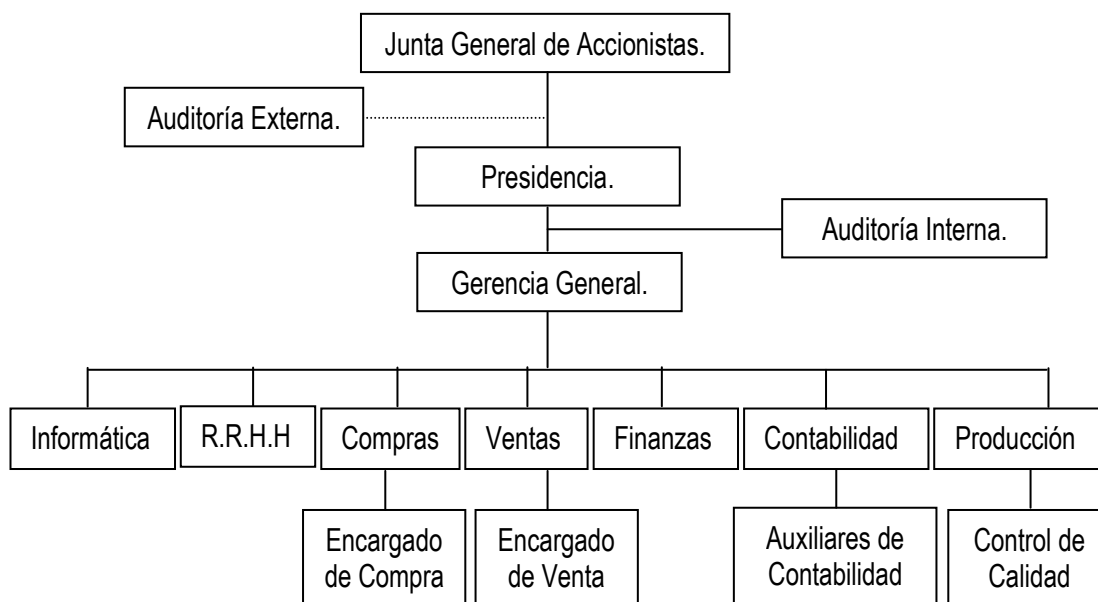 Junta General de Accionistas.
Auditoría Externa.
Presidencia.
Auditoría Interna.
Gerencia General.
Informática
R.R.H.H
Compras
Ventas
Finanzas
Contabilidad
Producción
Encargado
de Compra
Encargado
de Venta
Auxiliares de
Contabilidad
Control de
Calidad